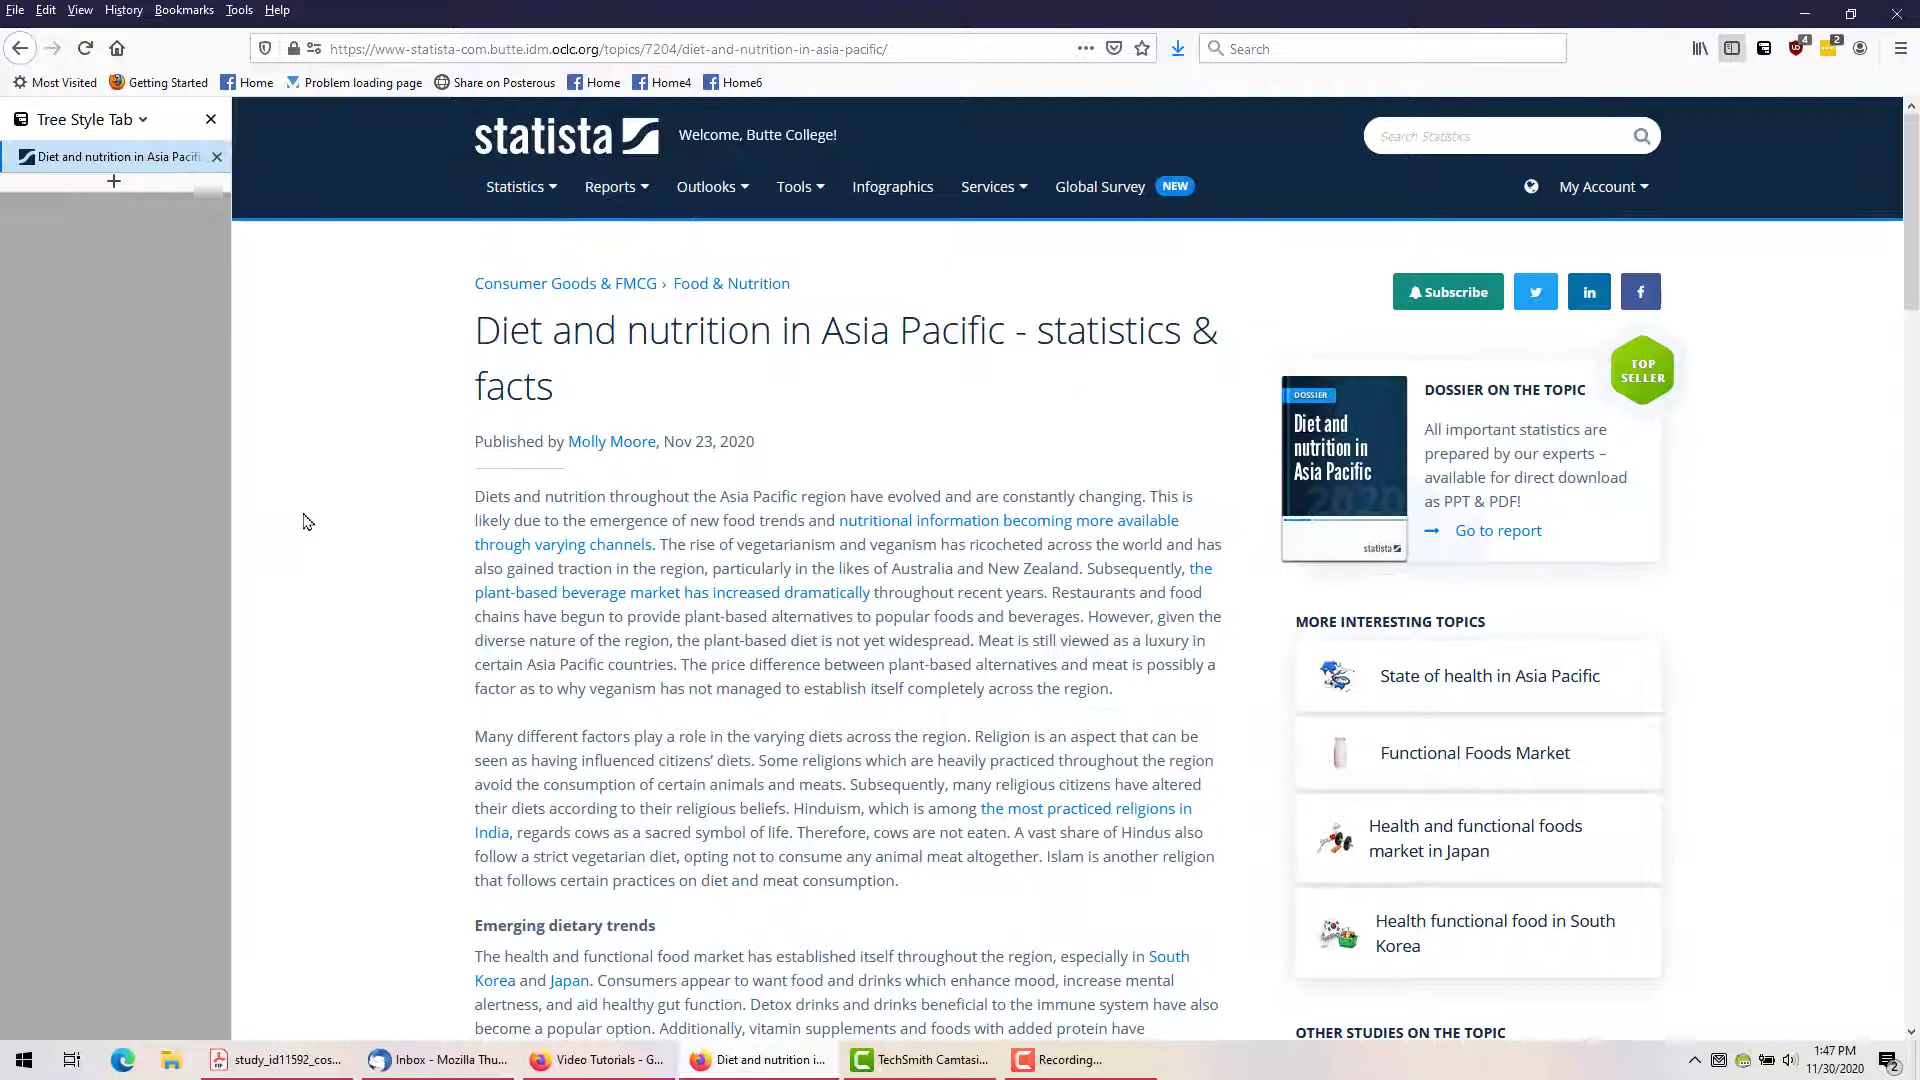 File Edit View History Bookmarks Tools Help
https://www-statista-com.butte.idm.oclc.org/topics/7204/diet-and-nutrition-in-asia-pacific/
Search
4
2
Most Visited Getting Started Home Problem loading page Share on Posterous Home Home4 Home6
Tree Style Tab
Diet and nutrition in Asia Pacifi
statista
Welcome, Butte College!
Search Statistics
Statistics Reports Outlooks Tools Infographics Services Global Survey NEW My Account
Consumer Goods & FMCG › Food & Nutrition
Subscribe
Diet and nutrition in Asia Pacific - statistics &
facts
Published by Molly Moore, Nov 23, 2020
Diets and nutrition throughout the Asia Pacific region have evolved and are constantly changing. This is
likely due to the emergence of new food trends and nutritional information becoming more available
through varying channels. The rise of vegetarianism and veganism has ricocheted across the world and has
also gained traction in the region, particularly in the likes of Australia and New Zealand. Subsequently, the
plant-based beverage market has increased dramatically throughout recent years. Restaurants and food
chains have begun to provide plant-based alternatives to popular foods and beverages. However, given the
diverse nature of the region, the plant-based diet is not yet widespread. Meat is still viewed as a luxury in
certain Asia Pacific countries. The price difference between plant-based alternatives and meat is possibly a
factor as to why veganism has not managed to establish itself completely across the region.
Many different factors play a role in the varying diets across the region. Religion is an aspect that can be
seen as having influenced citizens' diets. Some religions which are heavily practiced throughout the region
avoid the consumption of certain animals and meats. Subsequently, many religious citizens have altered
their diets according to their religious beliefs. Hinduism, which is among the most practiced religions in
India, regards cows as a sacred symbol of life. Therefore, cows are not eaten. A vast share of Hindus also
follow a strict vegetarian diet, opting not to consume any animal meat altogether. Islam is another religion
that follows certain practices on diet and meat consumption.
Emerging dietary trends
The health and functional food market has established itself throughout the region, especially in South
Korea and Japan. Consumers appear to want food and drinks which enhance mood, increase mental
alertness, and aid healthy gut function. Detox drinks and drinks beneficial to the immune system have also
become a popular option. Additionally, vitamin supplements and foods with added protein have
TOP
SELLER
DOSSIER
Diet and
nutrition in
Asia Pacific
2020
statista
DOSSIER ON THE TOPIC
All important statistics are
prepared by our experts –
available for direct download
as PPT & PDF!
Go to report
MORE INTERESTING TOPICS
State of health in Asia Pacific
Functional Foods Market
Health and functional foods
market in Japan
Health functional food in South
Korea
OTHER STUDIES ON THE TOPIC
study_id11592_cos... Inbox - Mozilla Thu... Video Tutorials - G... Diet and nutrition i... TechSmith Camtasi... Recording...
1:47 PM
11/30/2020
2